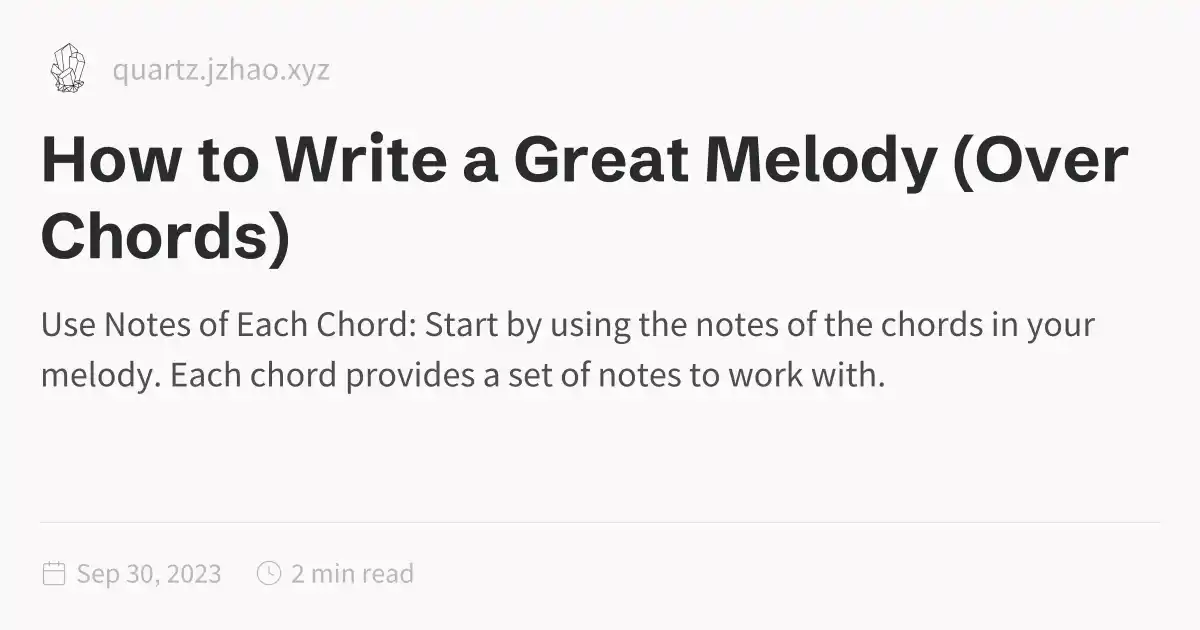 quartz.jzhao.xyz
How to Write a Great Melody (Over
Chords)
Use Notes of Each Chord: Start by using the notes of the chords in your
melody. Each chord provides a set of notes to work with.
Sep 30, 2023 2 min read